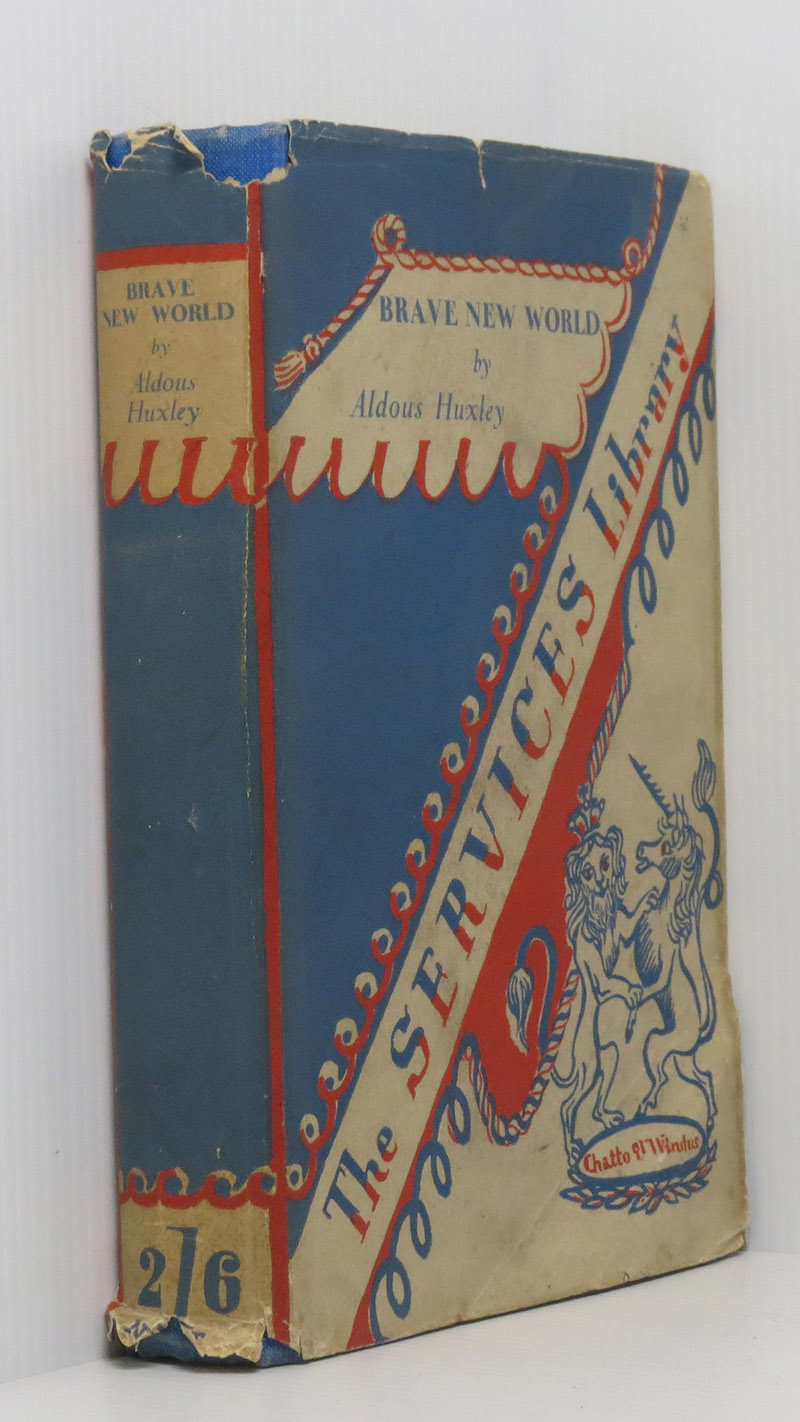 BRAVE
NEW WORLD
by
Aldous
Huxley
2/6
BRAVE NEW WORLD
by
Aldous Huxley
The SERVICES Library
Chatto & Windus